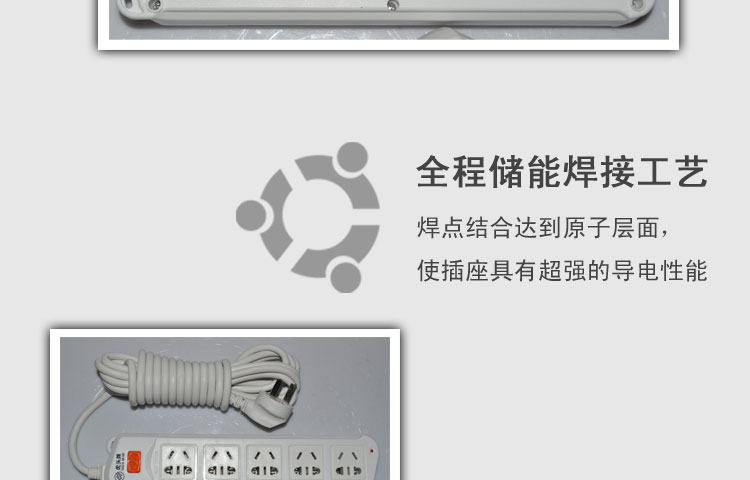 全程储能焊接工艺
焊点结合达到原子层面，
使插座具有超强的导电性能